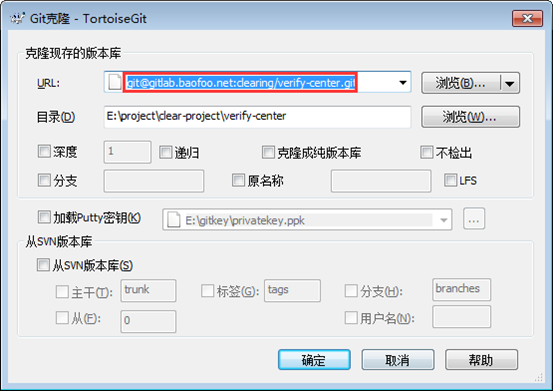 Git克隆 - TortoiseGit
克隆现存的版本库
URL: git@gitlab.baofoo.net:clearing/verify-center.git 浏览(B)...
目录(D) E:\project\clear-project\verify-center 浏览(W)...
深度 1 递归 克隆成纯版本库 不检出
分支 原名称 LFS
加载Putty密钥(K) E:\gitkey\privatekey.ppk ...
从SVN版本库
从SVN版本库(S)
主干(T): trunk 标签(G): tags 分支(H): branches
从(F): 0 用户名(N):
确定 取消 帮助